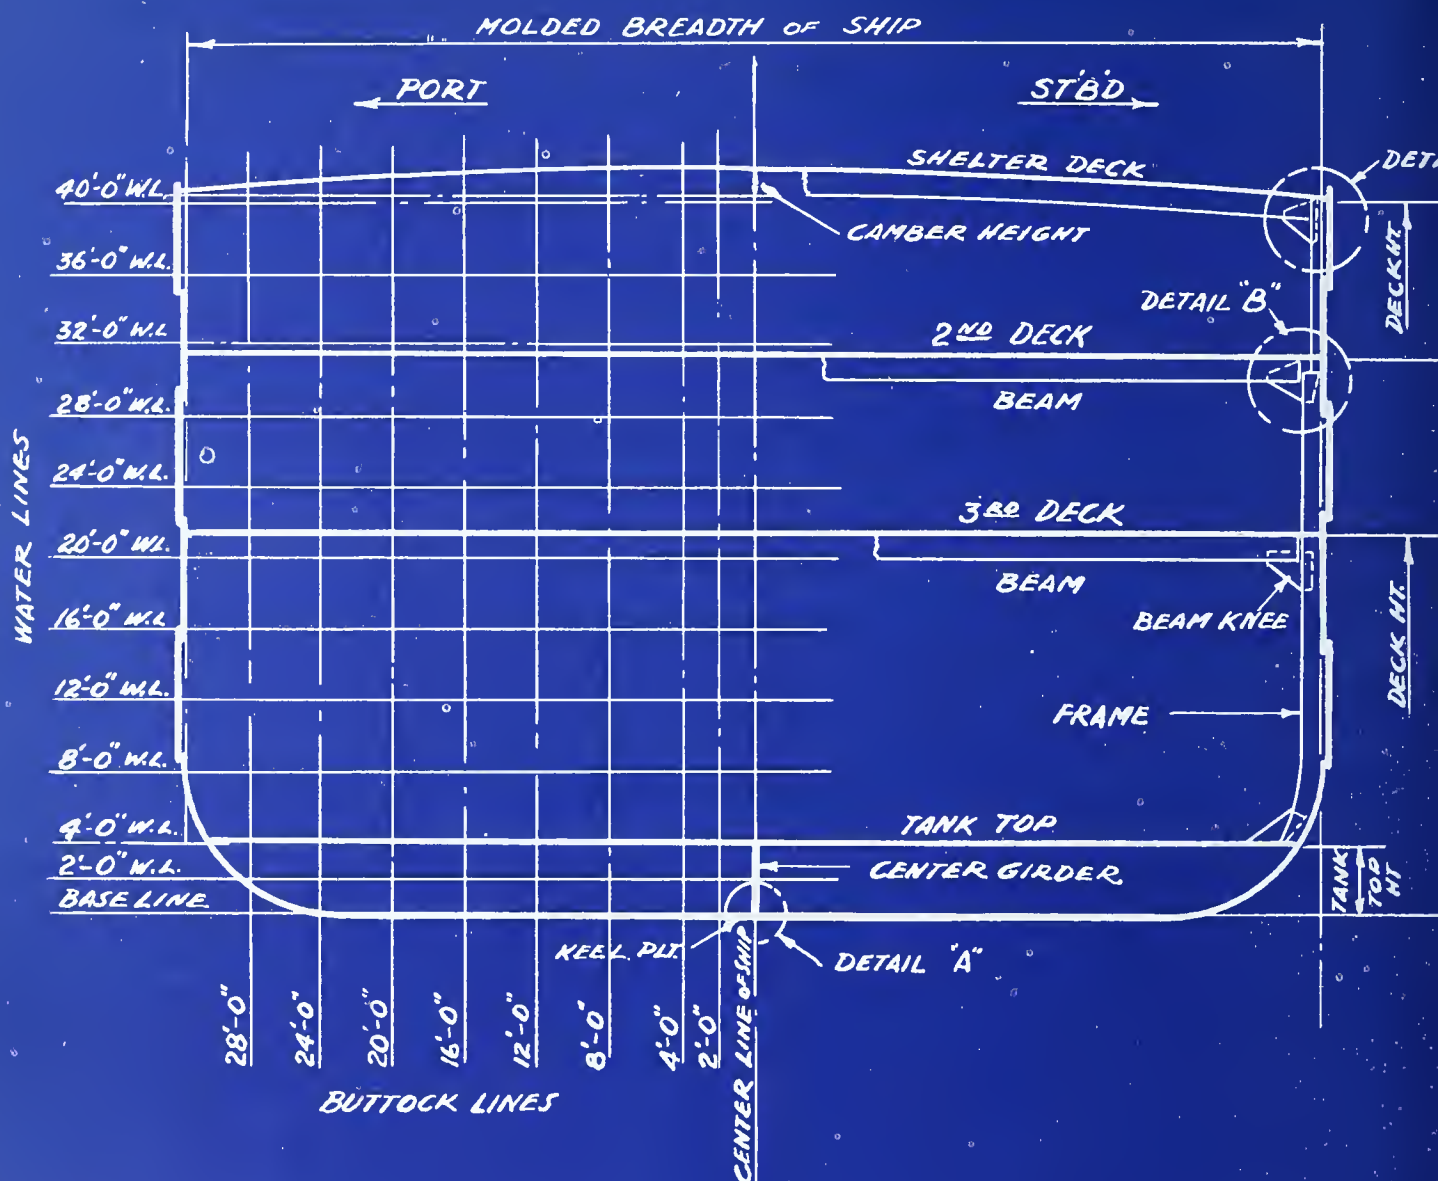 MOLDED BREADTH OF SHIP
PORT
ST'B'D
SHELTER DECK
40'-0" W.L.
CAMBER HEIGHT
36'-0" W.L.
DECK HT.
DETAIL "B"
32'-0" W.L
2ND DECK
28'-0" W.L.
BEAM
WATER LINES
24'-0" W.L.
3RD DECK
20'-0" WL.
BEAM
16'-0" W.L.
BEAM KNEE
DECK HT.
12'-0" W.L.
FRAME
8'-0" W.L.
4'-0" W.L.
TANK TOP
2'-0" W.L.
CENTER GIRDER
TANK
TOP
HT
BASE LINE
KEEL PLT.
DETAIL "A"
28'-0"
24'-0"
20'-0"
16'-0"
12'-0"
8'-0"
4'-0"
2'-0"
CENTER LINE OF SHIP
BUTTOCK LINES